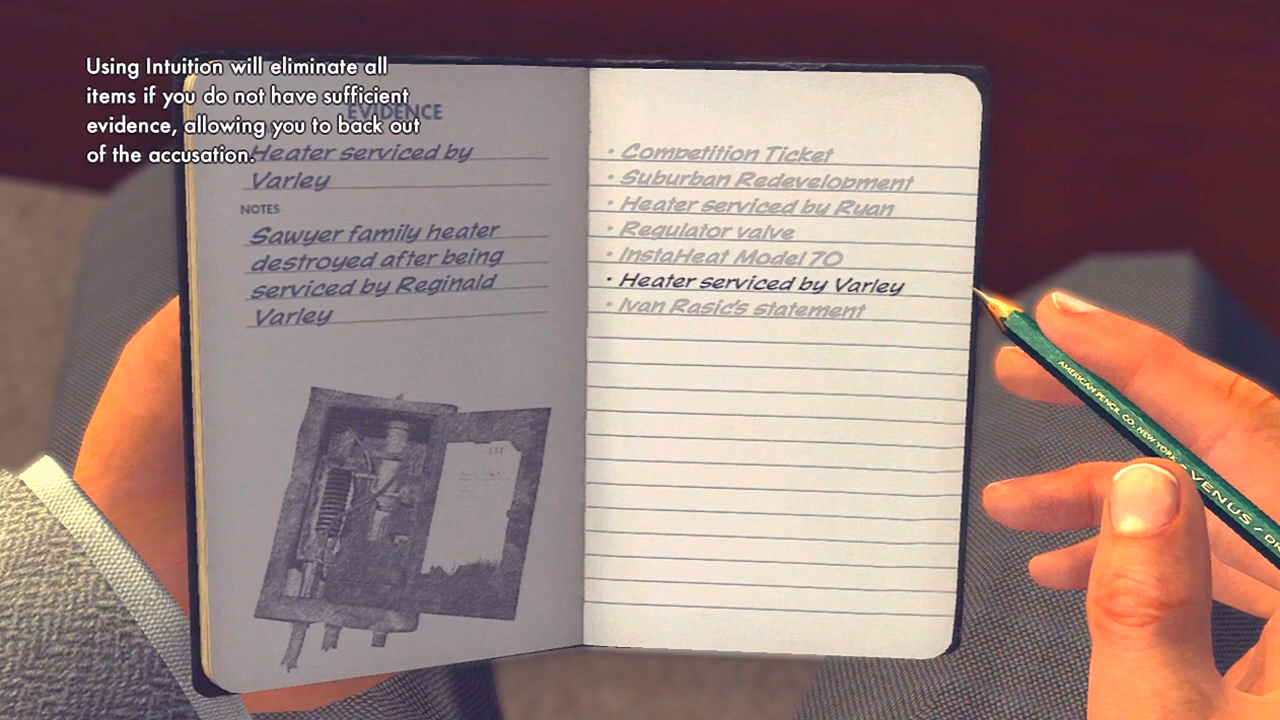 Using Intuition will eliminate all
items if you do not have sufficient
evidence, allowing you to back out
of the accusation.
EVIDENCE
Heater serviced by
Varley
NOTES
Sawyer family heater
destroyed after being
serviced by Reginald
Varley
• Competition Ticket
• Suburban Redevelopment
• Heater serviced by Ryan
• Regulator valve
• InstaHeat Model 70
• Heater serviced by Varley
• Ivan Rasic's statement
AMERICAN PENCIL CO. NEW YORK
VENUS